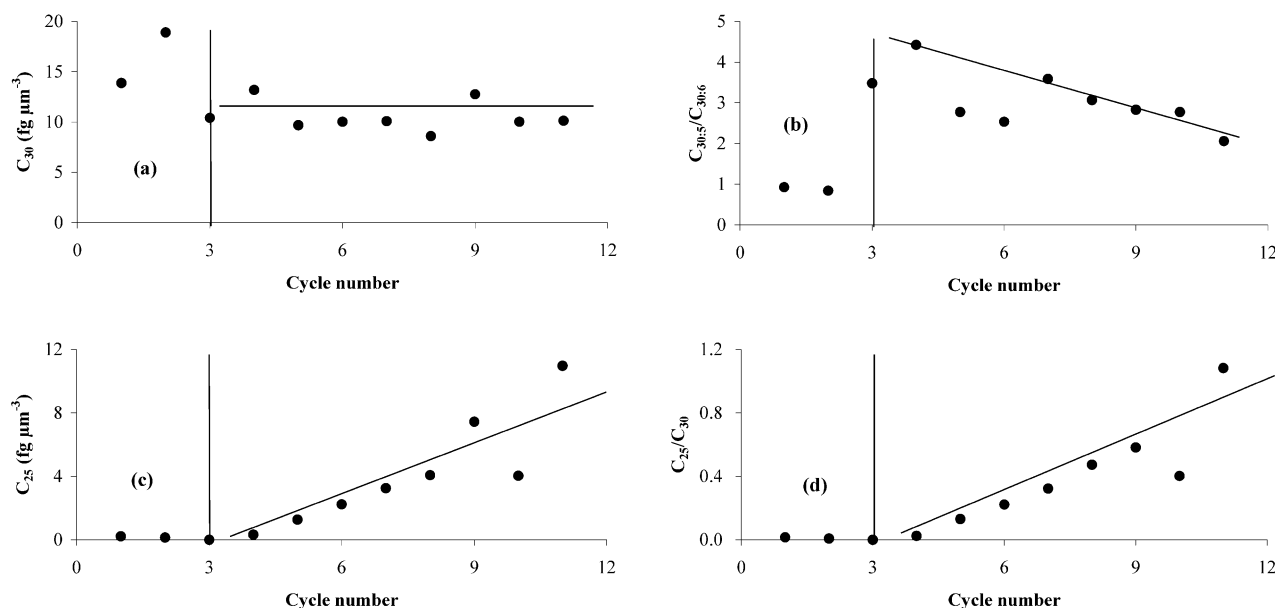 20
15
10
5
0
C30 (fg µm-3)
(a)
0 3 6 9 12
Cycle number
5
4
3
2
1
0
C30:5/C30:6
(b)
0 3 6 9 12
Cycle number
12
8
4
0
C25 (fg µm-3)
(c)
0 3 6 9 12
Cycle number
1.2
0.8
0.4
0.0
C25/C30
(d)
0 3 6 9 12
Cycle number